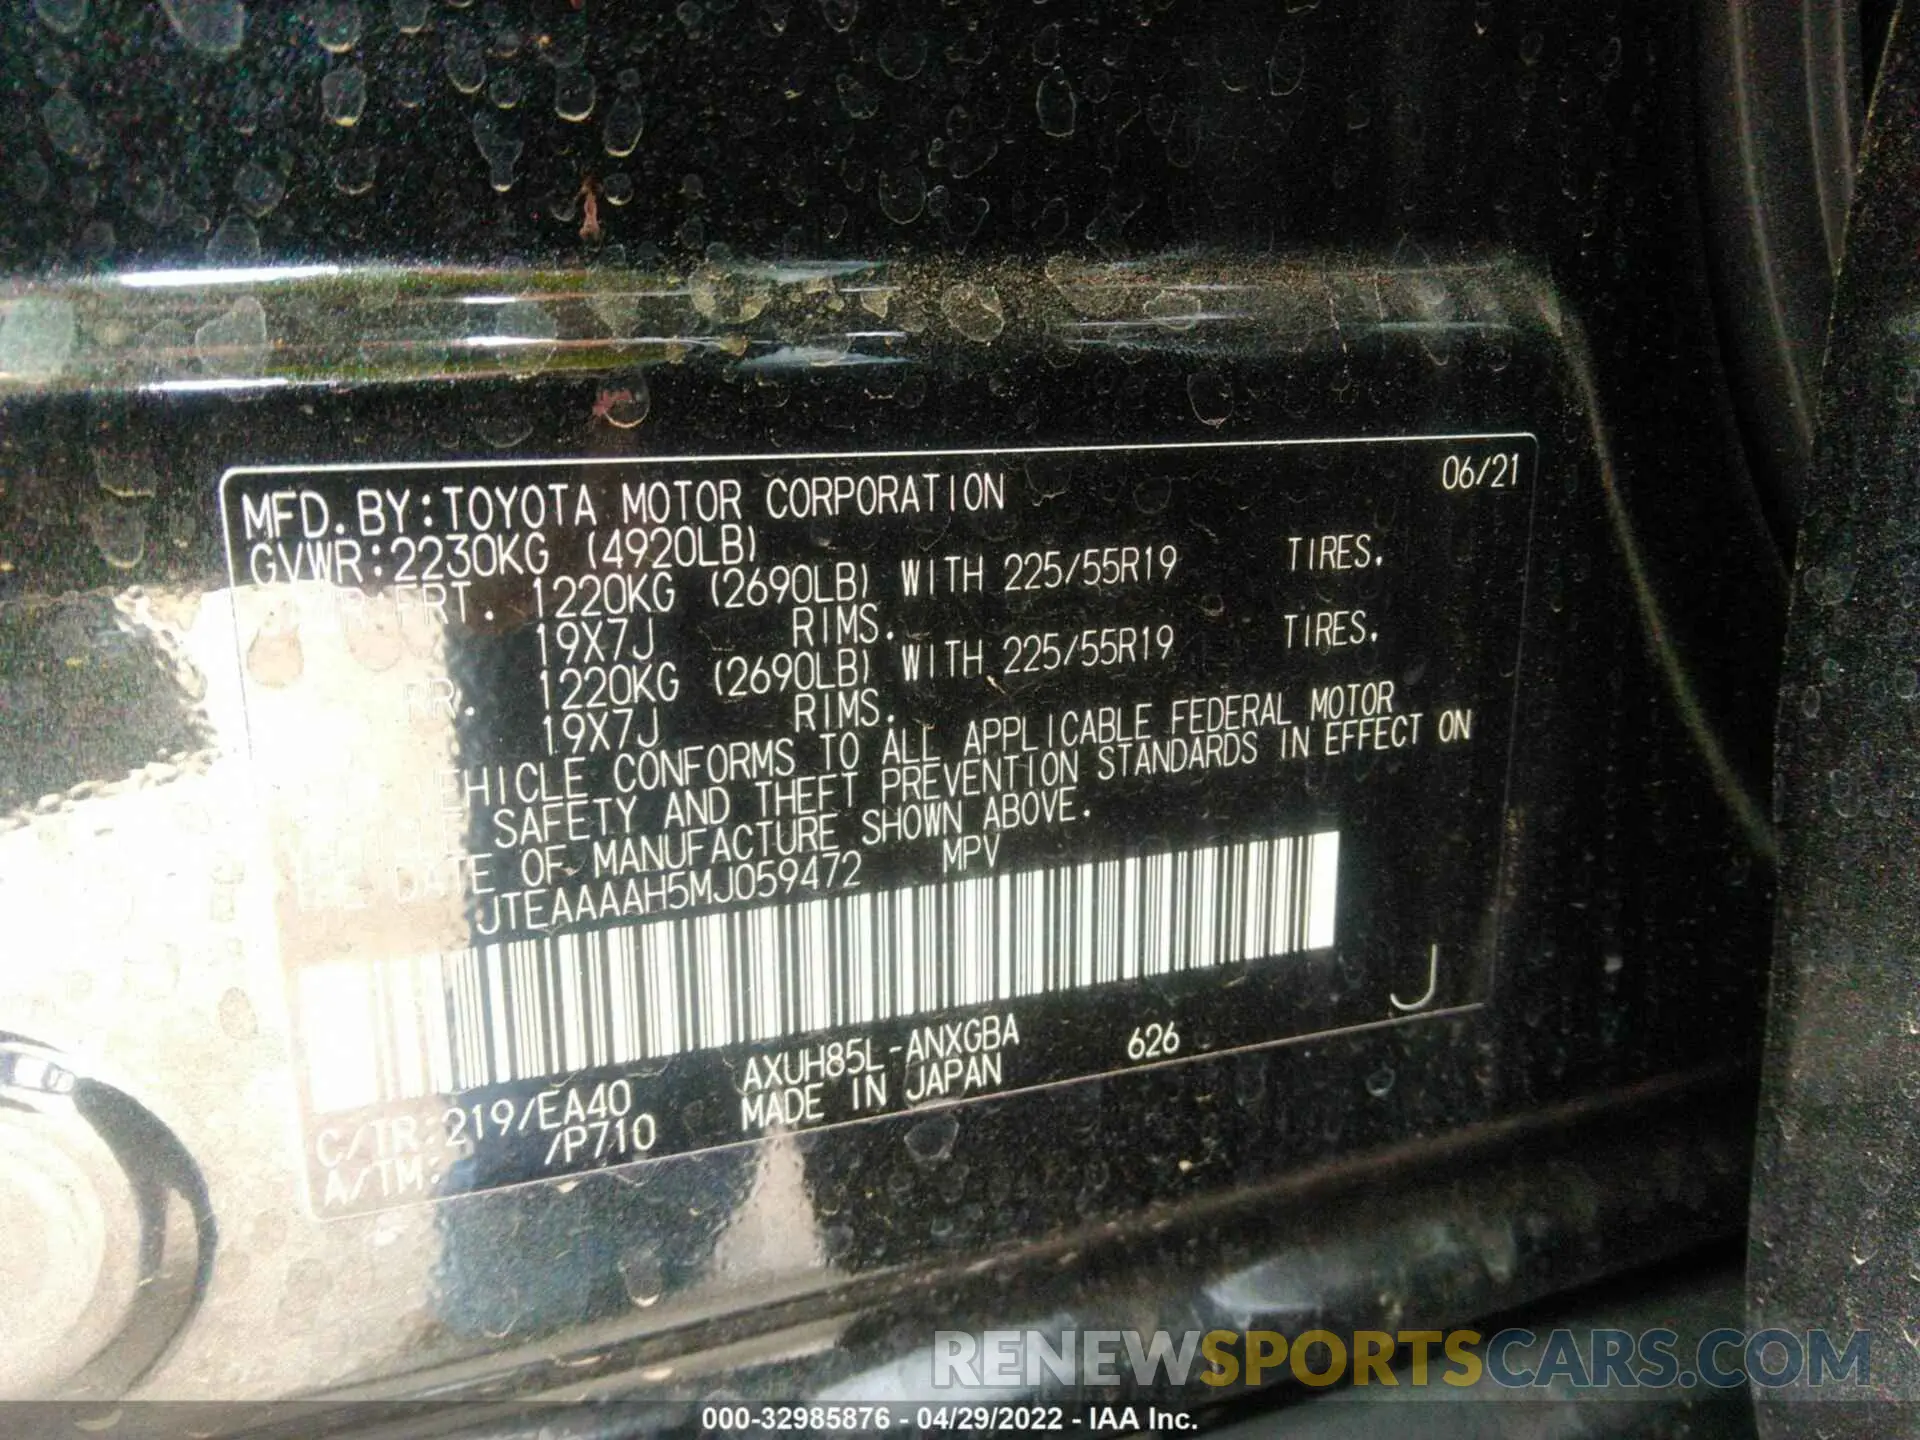 06/21
MFD. BY: TOYOTA MOTOR CORPORATION
GVWR: 2230KG (4920LB)
FRT. 1220KG (2690LB) WITH 225/55R19 TIRES.
19X7J RIMS.
RR. 1220KG (2690LB) WITH 225/55R19 TIRES.
19X7J RIMS.
VEHICLE CONFORMS TO ALL APPLICABLE FEDERAL MOTOR
SAFETY AND THEFT PREVENTION STANDARDS IN EFFECT ON
DATE OF MANUFACTURE SHOWN ABOVE.
JTEAAAAH5MJ059472 MPV
J
C/TR: 219/EA40 AXUH85L-ANXGBA 626
A/TM: /P710 MADE IN JAPAN
RENEWSPORTSCARS.COM
000-32985876 - 04/29/2022 - IAA Inc.